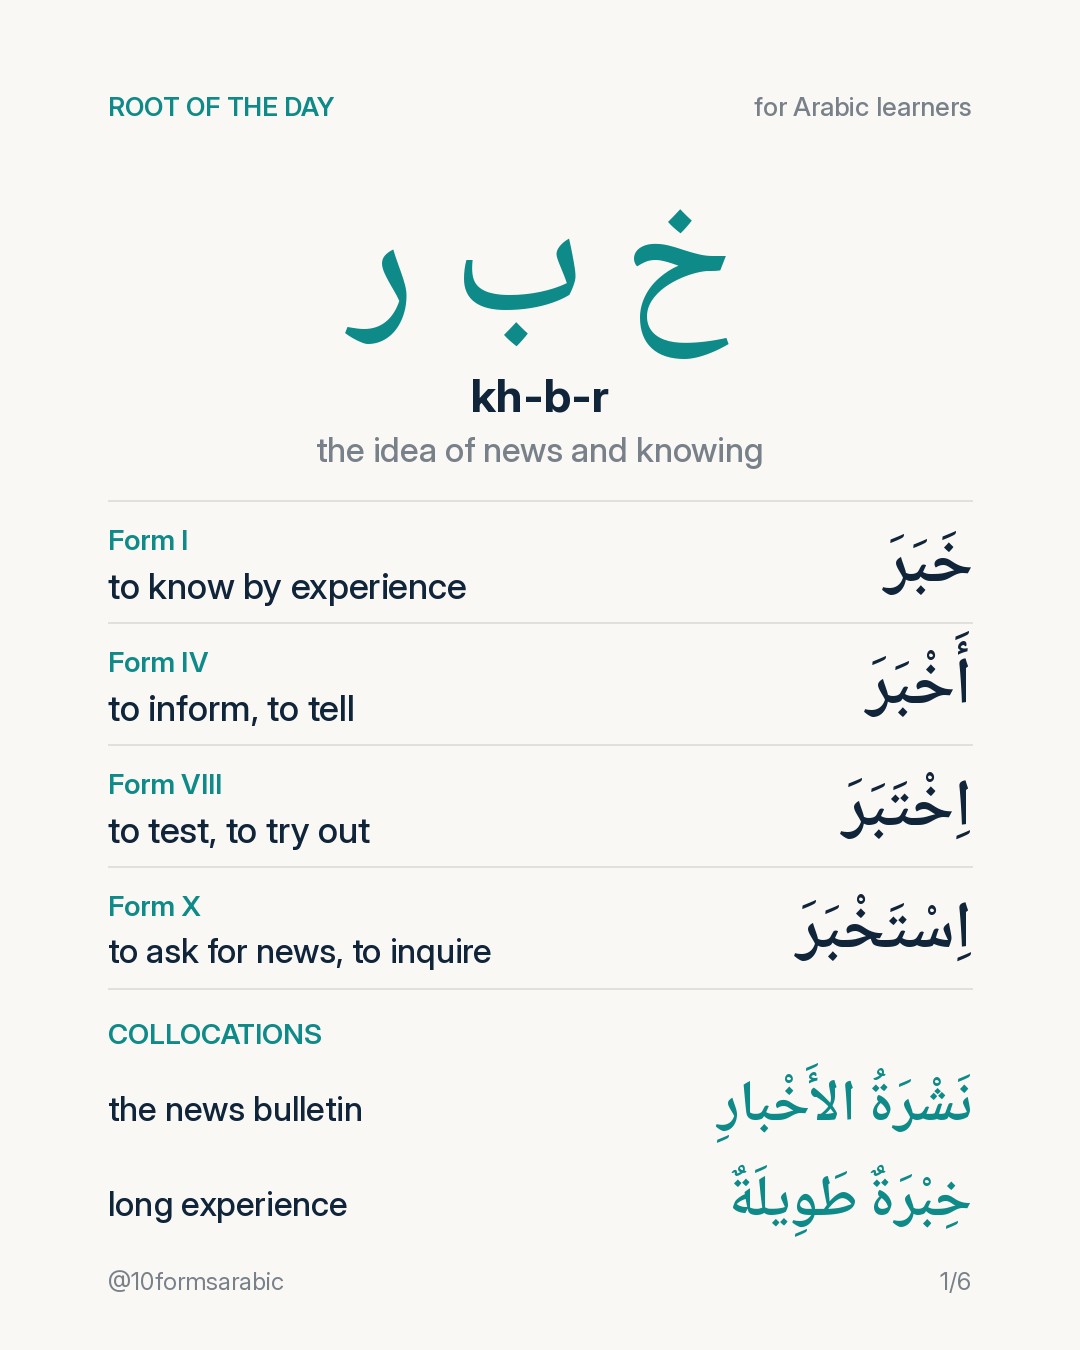 ROOT OF THE DAY
for Arabic learners
خ ب ر
kh-b-r
the idea of news and knowing
Form I
to know by experience
خَبَرَ
Form IV
to inform, to tell
أَخْبَرَ
Form VIII
to test, to try out
اِخْتَبَرَ
Form X
to ask for news, to inquire
اِسْتَخْبَرَ
COLLOCATIONS
the news bulletin
نَشْرَةُ الأَخْبارِ
long experience
خِبْرَةٌ طَوِيلَةٌ
@10formsarabic
1/6